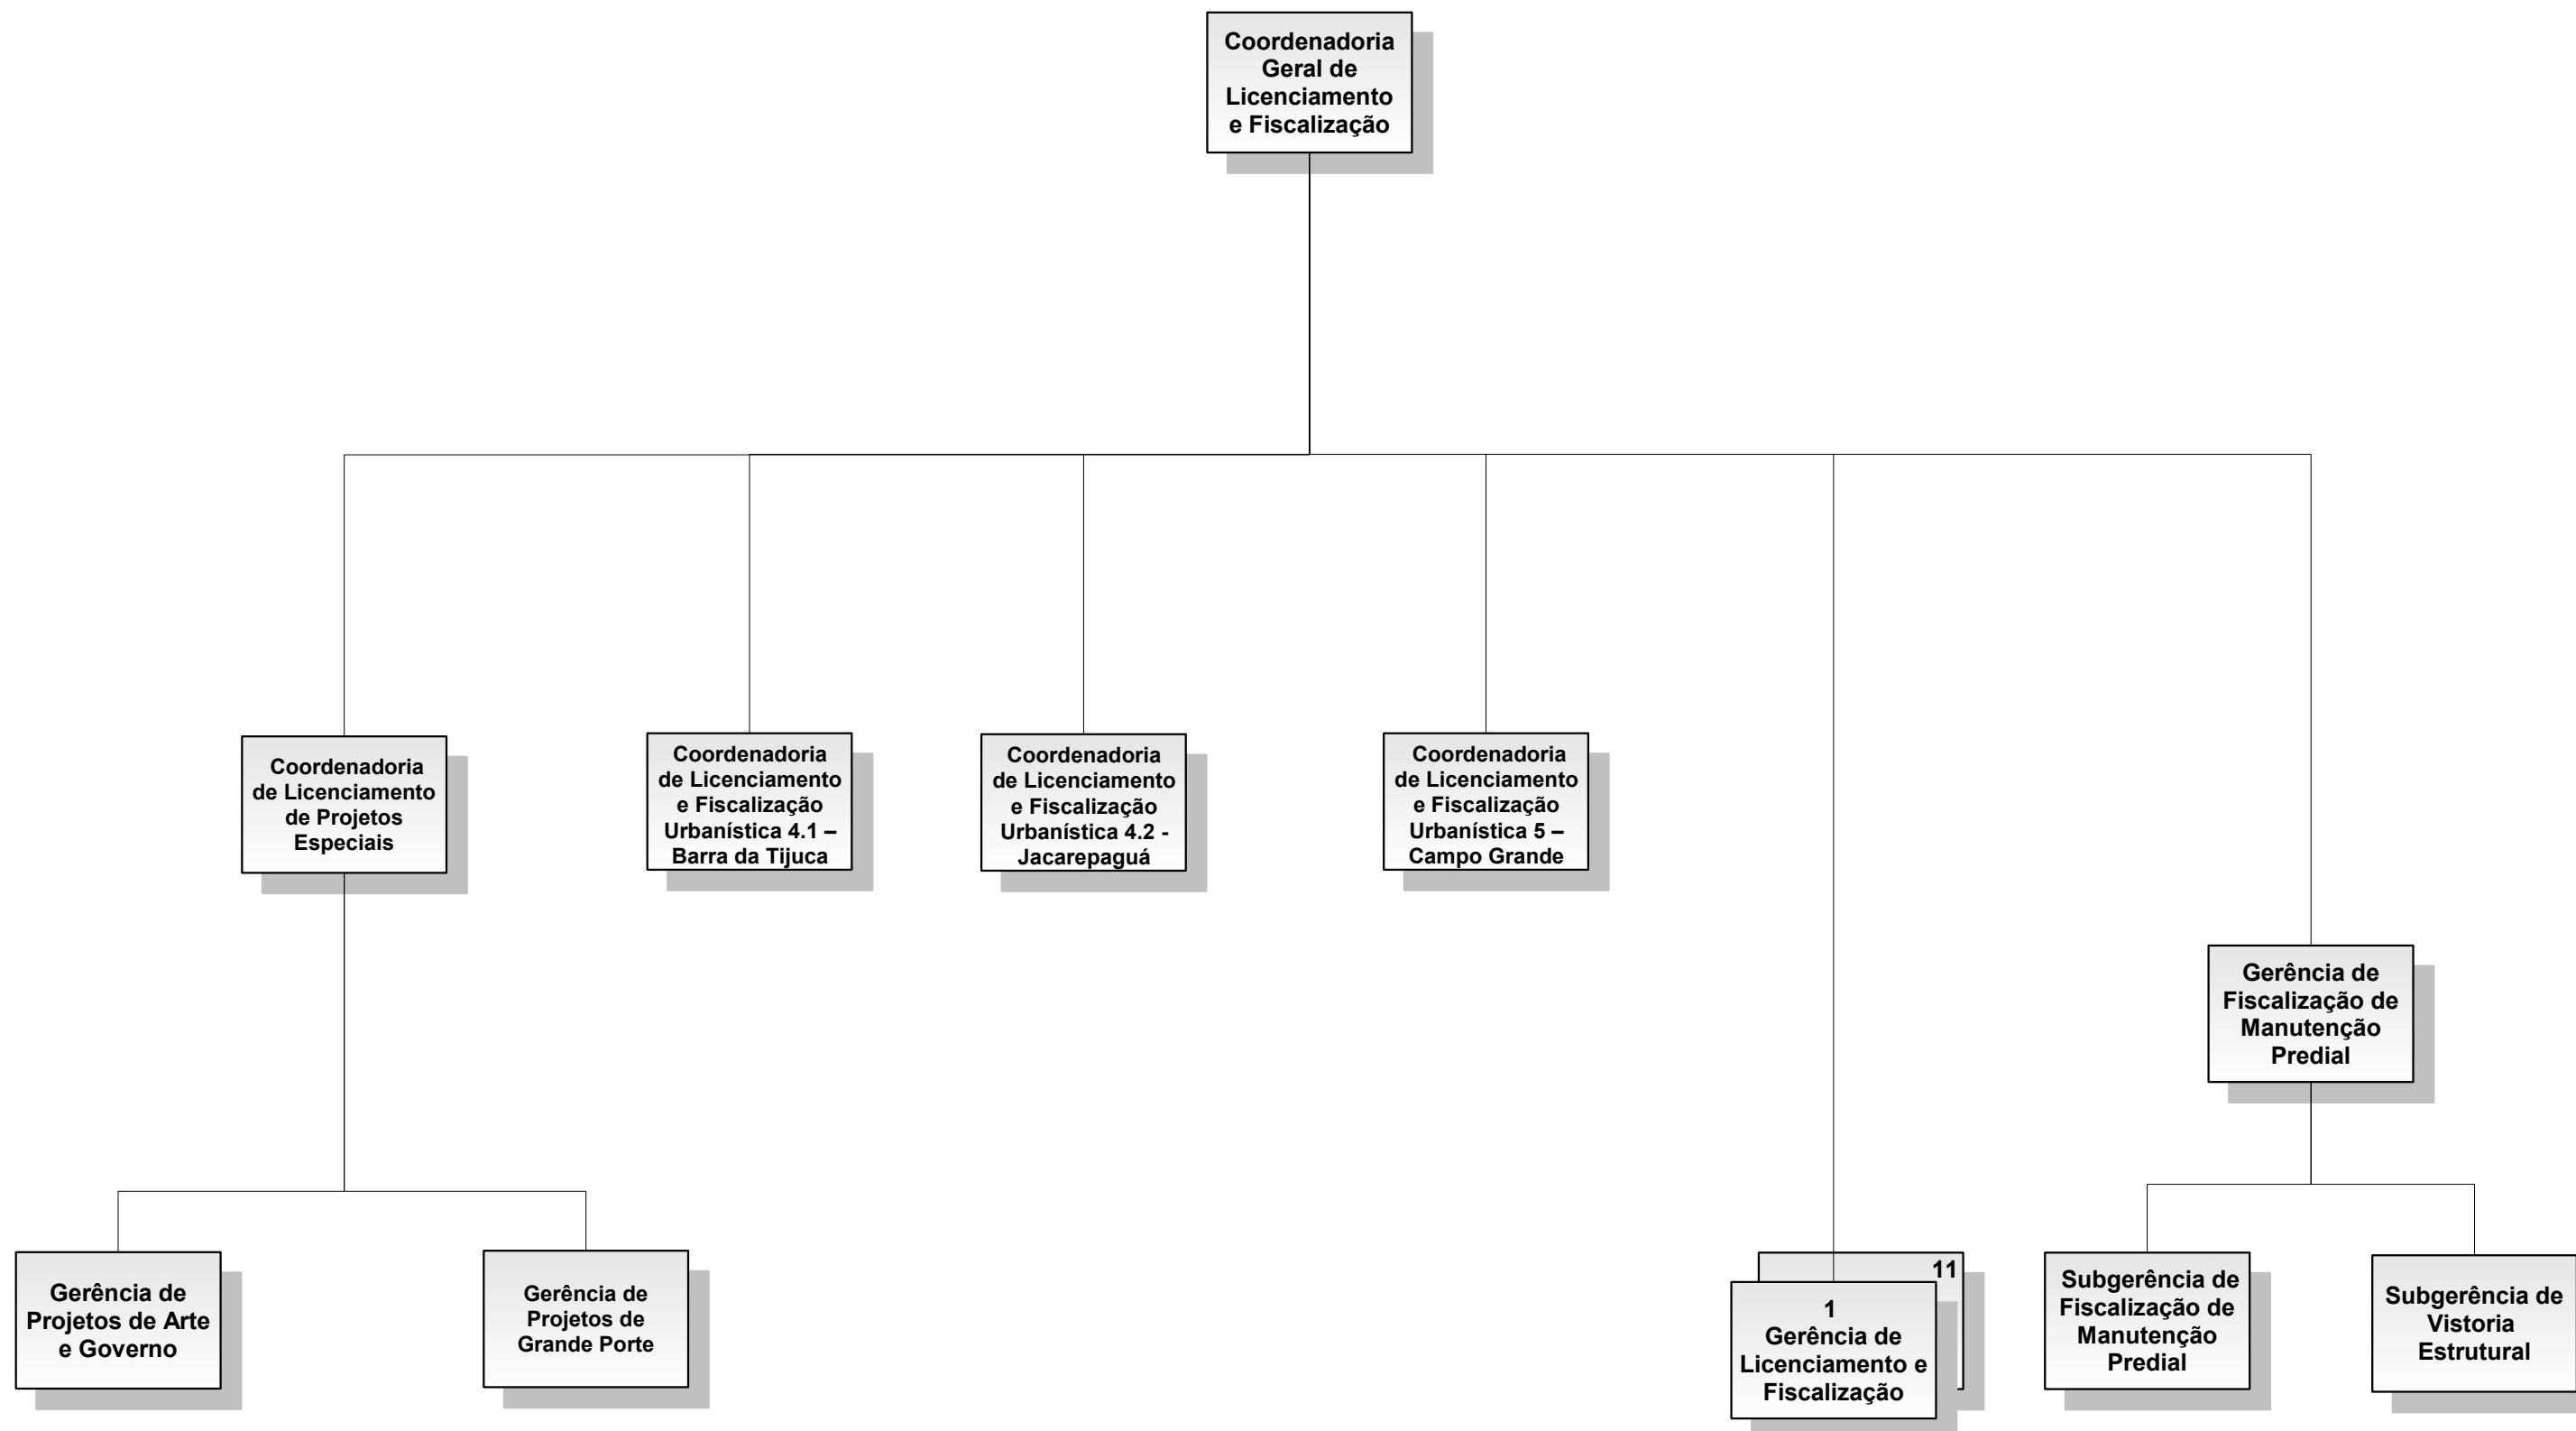 Coordenadoria
Geral de
Licenciamento
e Fiscalização
Coordenadoria
de Licenciamento
de Projetos
Especiais
Coordenadoria
de Licenciamento
e Fiscalização
Urbanística 4.1 –
Barra da Tijuca
Coordenadoria
de Licenciamento
e Fiscalização
Urbanística 4.2 -
Jacarepaguá
Coordenadoria
de Licenciamento
e Fiscalização
Urbanística 5 –
Campo Grande
Gerência de
Fiscalização de
Manutenção
Predial
Gerência de
Projetos de Arte
e Governo
Gerência de
Projetos de
Grande Porte
11
1
Gerência de
Licenciamento e
Fiscalização
Subgerência de
Fiscalização de
Manutenção
Predial
Subgerência de
Vistoria
Estrutural